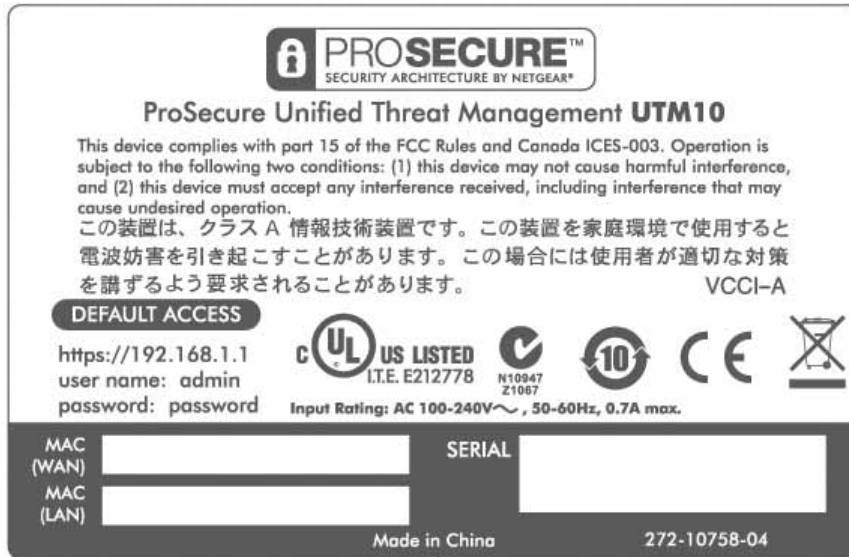 PROSECURE™
SECURITY ARCHITECTURE BY NETGEAR®
ProSecure Unified Threat Management UTM10
This device complies with part 15 of the FCC Rules and Canada ICES-003. Operation is
subject to the following two conditions: (1) this device may not cause harmful interference,
and (2) this device must accept any interference received, including interference that may
cause undesired operation.
この装置は、クラス A 情報技術装置です。この装置を家庭環境で使用すると
電波妨害を引き起こすことがあります。この場合には使用者が適切な対策
を講ずるよう要求されることがあります。 VCCI-A
DEFAULT ACCESS
https://192.168.1.1
user name: admin
password: password
C UL US LISTED
I.T.E. E212778
N10947
Z1067
10
CE
Input Rating: AC 100-240V~ , 50-60Hz, 0.7A max.
MAC
(WAN)
MAC
(LAN)
SERIAL
Made in China
272-10758-04